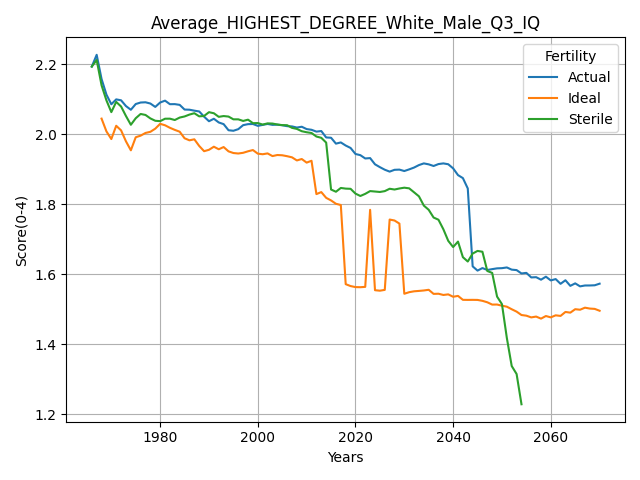 Average_HIGHEST_DEGREE_White_Male_Q3_IQ
Fertility
Actual
Ideal
Sterile
Score(0-4)
2.2
2.0
1.8
1.6
1.4
1.2
1980
2000
2020
2040
2060
Years